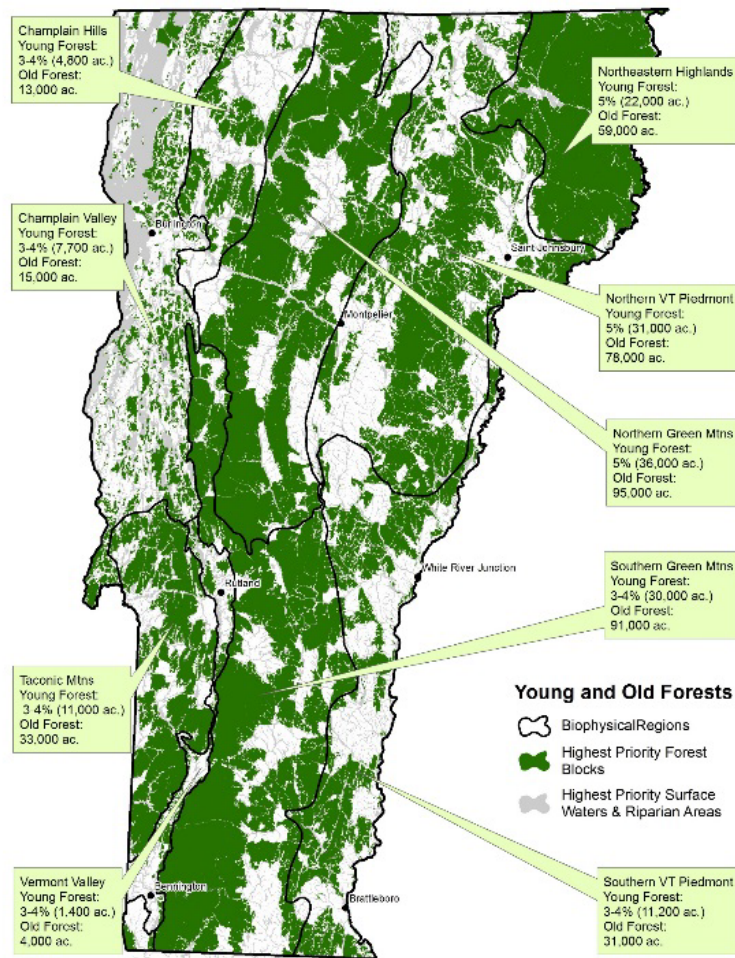 Champlain Hills
Young Forest:
3-4% (4,800 ac.)
Old Forest:
13,000 ac.
Northeastern Highlands
Young Forest:
5% (22,000 ac.)
Old Forest:
59,000 ac.
Champlain Valley
Young Forest:
3-4% (7,700 ac.)
Old Forest:
15,000 ac.
Burlington
Saint Johnsbury
Northern VT Piedmont
Young Forest:
5% (31,000 ac.)
Old Forest:
78,000 ac.
Montpelier
Northern Green Mtns
Young Forest:
5% (36,000 ac.)
Old Forest:
95,000 ac.
White River Junction
Southern Green Mtns
Young Forest:
3-4% (30,000 ac.)
Old Forest:
91,000 ac.
Rutland
Taconic Mtns
Young Forest:
3-4% (11,000 ac.)
Old Forest:
33,000 ac.
Young and Old Forests
BiophysicalRegions
Highest Priority Forest
Blocks
Highest Priority Surface
Waters & Riparian Areas
Vermont Valley
Young Forest:
3-4% (1,400 ac.)
Old Forest:
4,000 ac.
Bennington
Brattleboro
Southern VT Piedmont
Young Forest:
3-4% (11,200 ac.)
Old Forest:
31,000 ac.